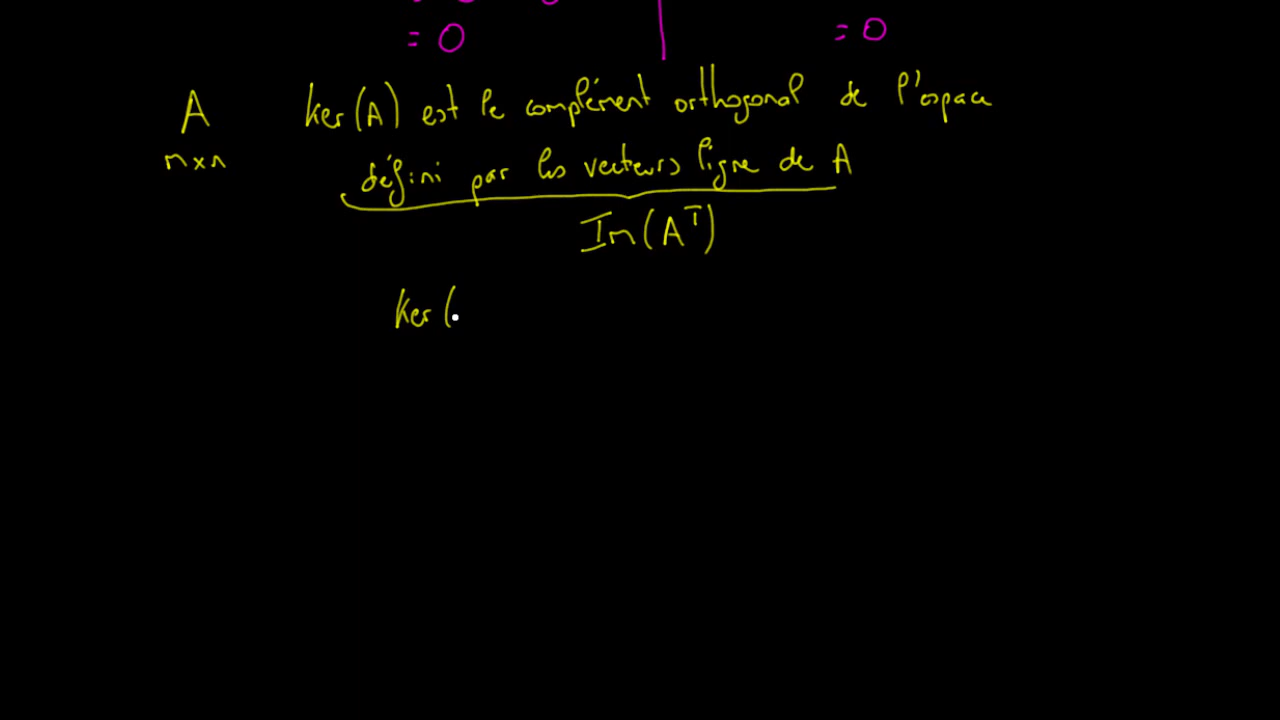 = 0 = 0
A ker(A) est le complément orthogonal de l'espace
n x n défini par les vecteurs ligne de A
Im(Aᵀ)
ker(